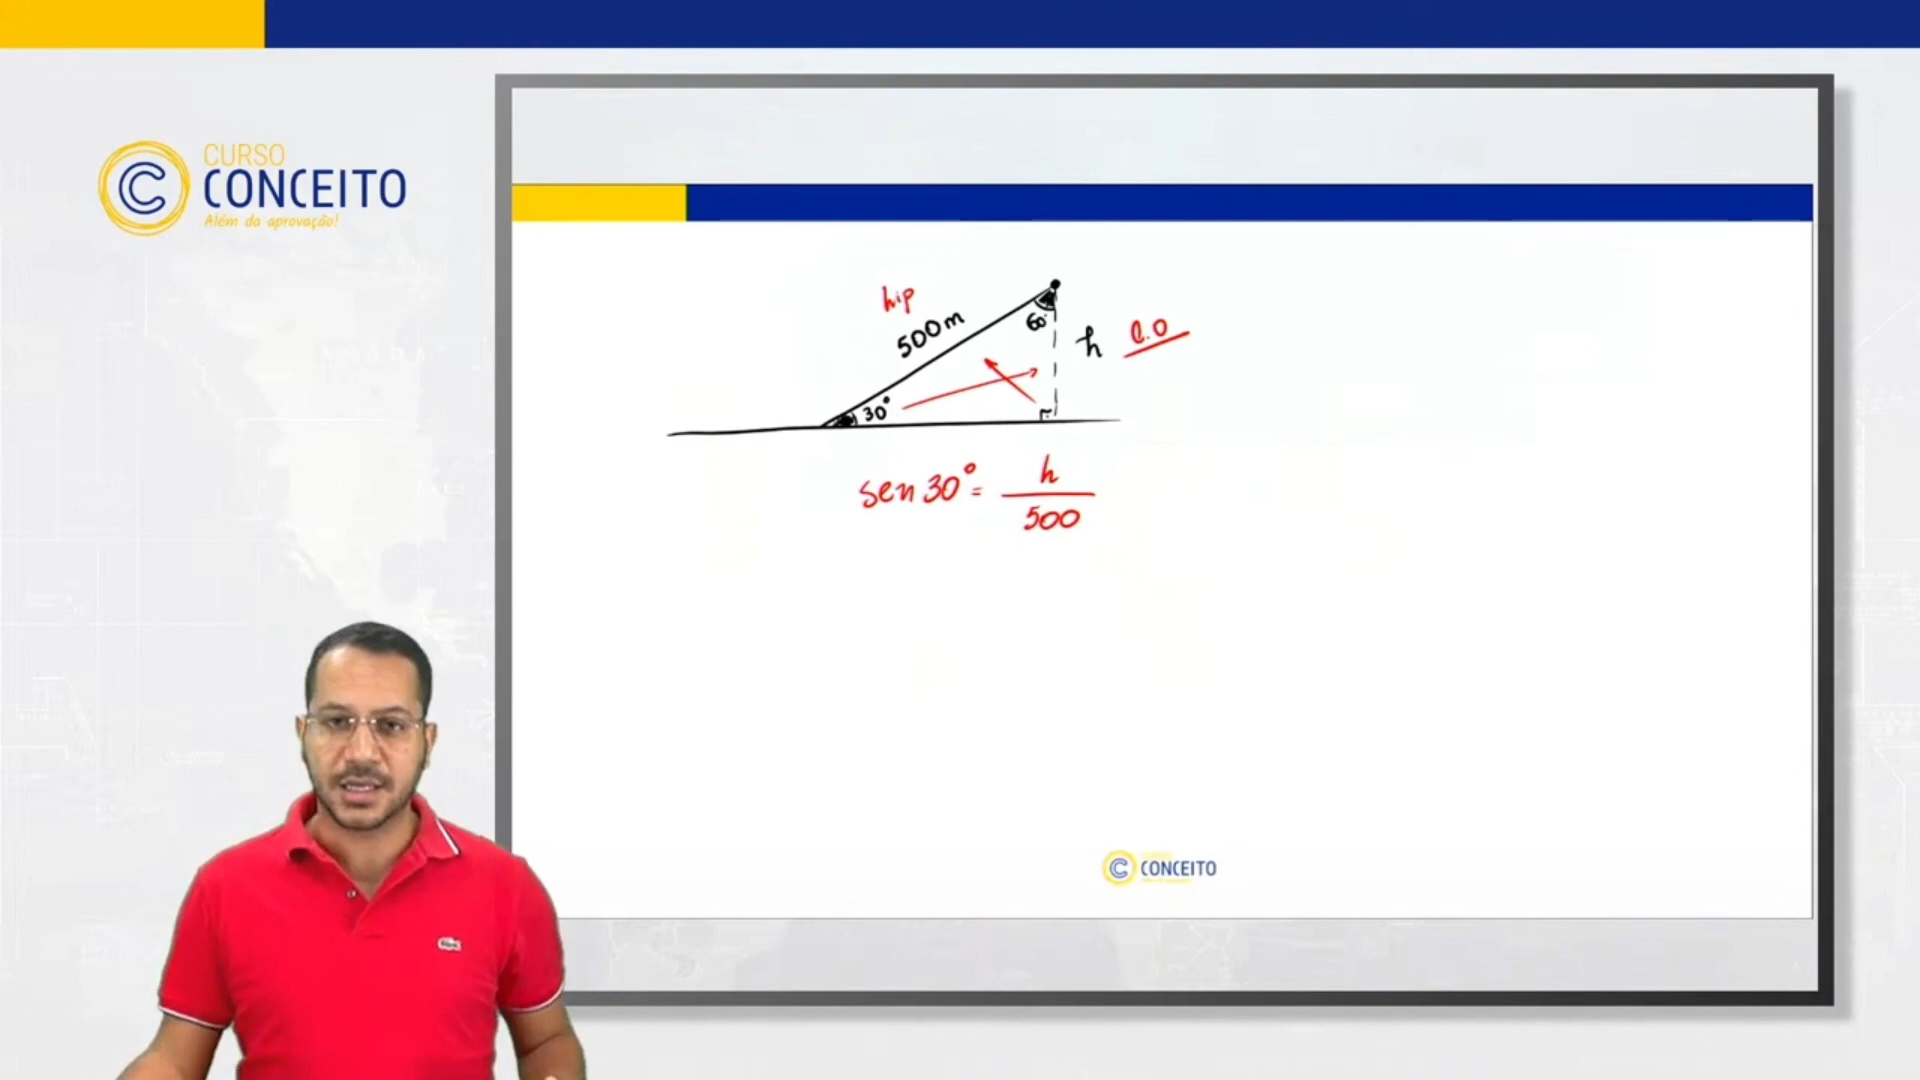 CURSO
CONCEITO
Além da aprovação!
hip
500m
60°
h
C.O
30°
sen 30° = h
500
CONCEITO